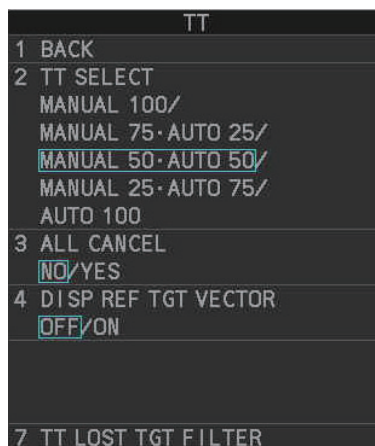 TT
1 BACK
2 TT SELECT
MANUAL 100/
MANUAL 75·AUTO 25/
MANUAL 50·AUTO 50/
MANUAL 25·AUTO 75/
AUTO 100
3 ALL CANCEL
NO/YES
4 DISP REF TGT VECTOR
OFF/ON
7 TT LOST TGT FILTER